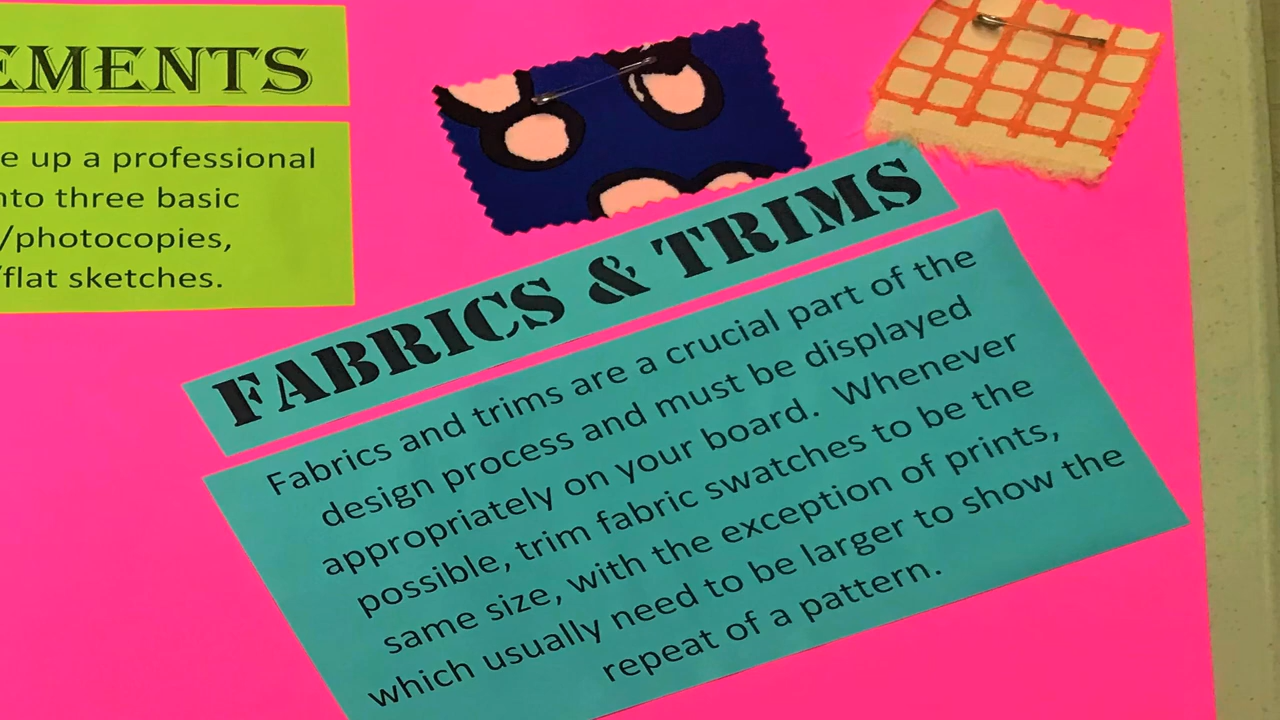 EMENTS
e up a professional
nto three basic
/photocopies,
/flat sketches.
FABRICS & TRIMS
Fabrics and trims are a crucial part of the
design process and must be displayed
appropriately on your board. Whenever
possible, trim fabric swatches to be the
same size, with the exception of prints,
which usually need to be larger to show the
repeat of a pattern.